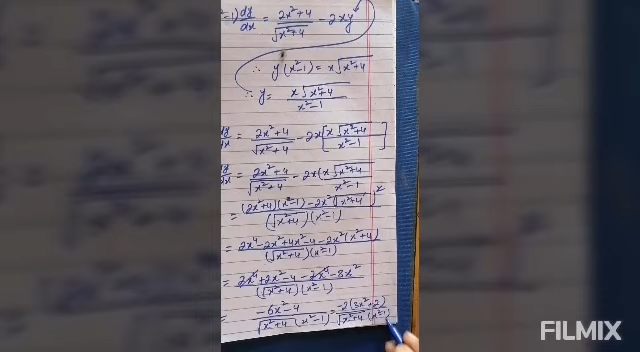 ²-1) dy/dx = 2x²+4/√x²+4 - 2xy
∴ y(x²-1) = x√x²+4
∴ y = x√x²+4/x²-1
dy/dx = 2x²+4/√x²+4 - 2x[x√x²+4/x²-1]
dy/dx = 2x²+4/√x²+4 - 2x(x√x²+4/x²-1
= (2x²+4)(x²-1) - 2x²(√x²+4)²/(√x²+4)(x²-1)
= 2x⁴-2x²+4x²-4-2x²(x²+4)/(√x²+4)(x²-1)
= 2x⁴+2x²-4-2x⁴-8x²/(√x²+4)(x²-1)
= -6x²-4/√x²+4 (x²-1) = -2(3x²+2)/√x²+4 (x²-1)
FILMIX